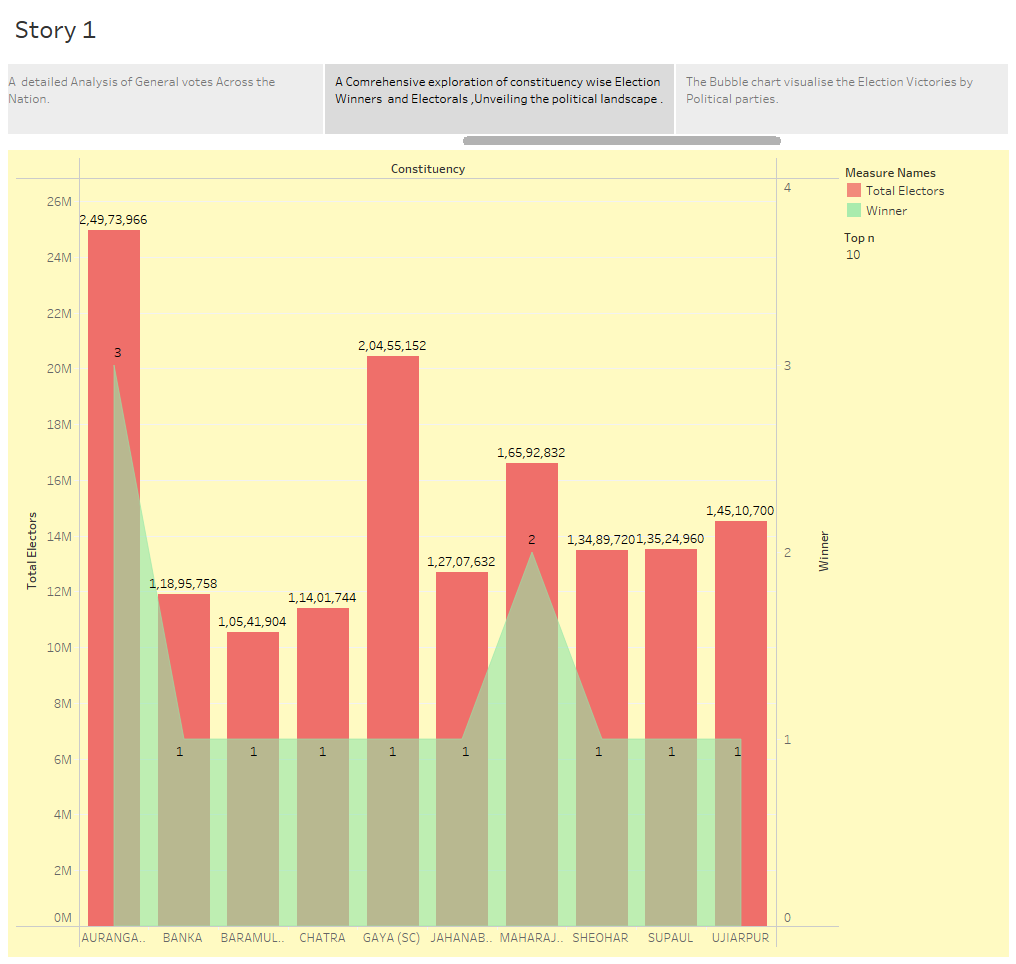 Story 1
A  detailed Analysis of General votes Across the
Nation.
A Comrehensive exploration of constituency wise Election
Winners  and Electorals ,Unveiling the political landscape .
The Bubble chart visualise the Election Victories by
Political parties.
Constituency
Measure Names
Total Electors
Winner
Top n
10
26M
24M
22M
20M
18M
16M
14M
12M
10M
8M
6M
4M
2M
0M
Total Electors
2,49,73,966
1,18,95,758
1,05,41,904
1,14,01,744
2,04,55,152
1,27,07,632
1,65,92,832
1,34,89,720
1,35,24,960
1,45,10,700
3
1
1
1
1
1
2
1
1
1
4
3
2
1
0
Winner
AURANGA..
BANKA
BARAMUL..
CHATRA
GAYA (SC)
JAHANAB..
MAHARAJ..
SHEOHAR
SUPAUL
UJIARPUR